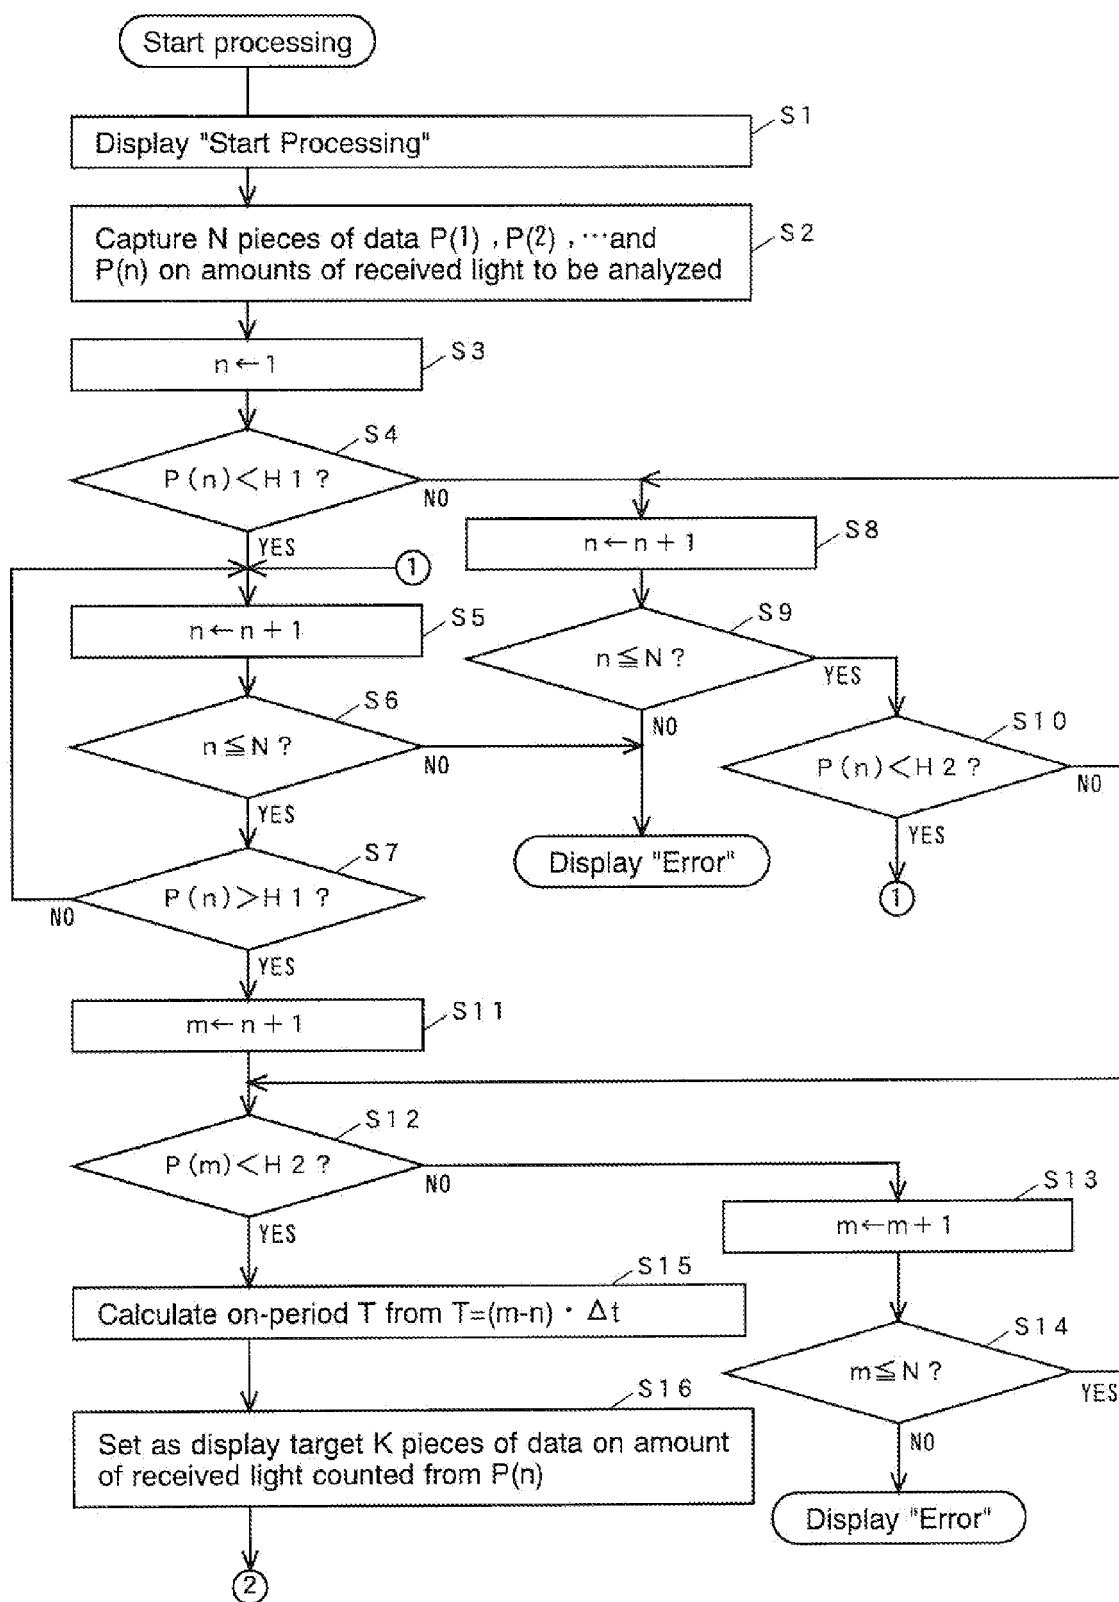 Start processing
S1
Display "Start Processing"
S2
Capture N pieces of data P(1) , P(2) , ···and
P(n) on amounts of received light to be analyzed
S3
n←1
S4
P(n)<H1?
NO
YES
1
S8
n←n+1
S5
n←n+1
S9
n≦N?
YES
NO
S6
n≦N?
NO
YES
S10
P(n)<H2?
NO
YES
1
Display "Error"
S7
P(n)>H1?
NO
YES
S11
m←n+1
S12
P(m)<H2?
NO
YES
S13
m←m+1
S15
Calculate on-period T from T=(m-n)·Δt
S14
m≦N?
YES
NO
S16
Set as display target K pieces of data on amount
of received light counted from P(n)
Display "Error"
2